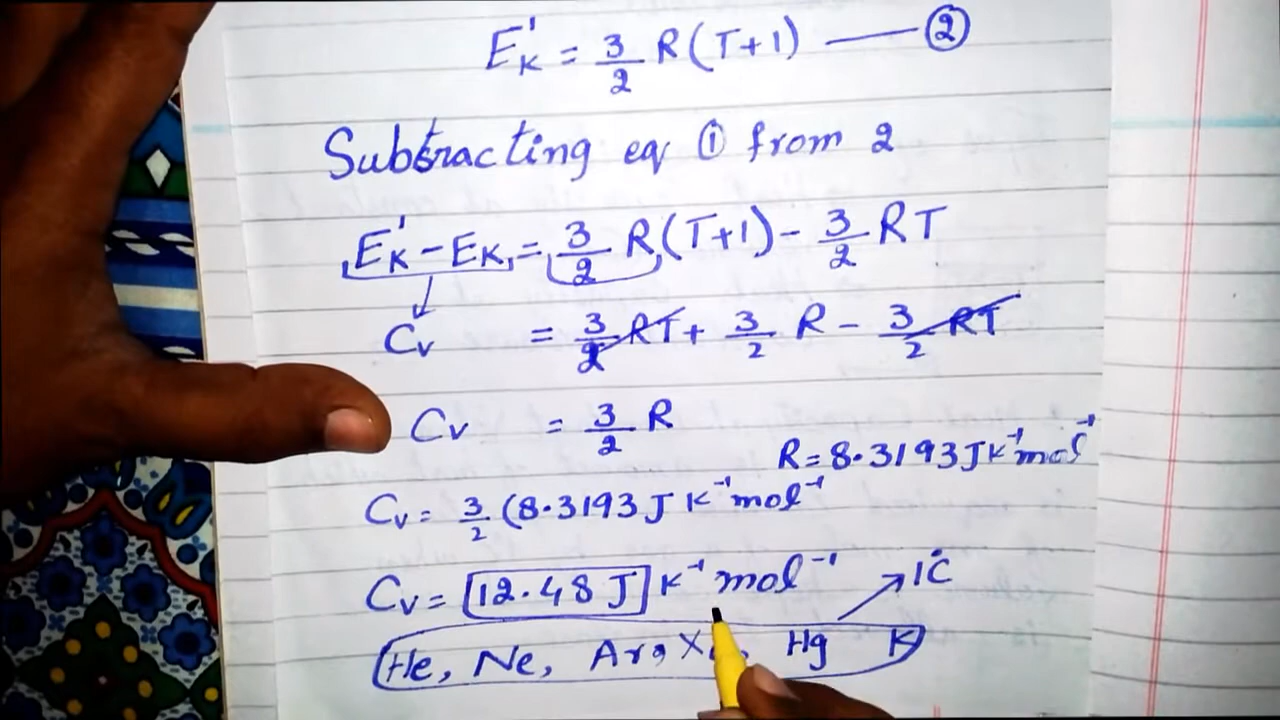 E'K = 3/2 R(T+1) —— ②
Subtracting eq ① from 2
E'K - EK = 3/2 R(T+1) - 3/2 RT
Cv = 3/2 RT + 3/2 R - 3/2 RT
Cv = 3/2 R
R = 8.3193 J K⁻¹ mol⁻¹
Cv = 3/2 (8.3193 J K⁻¹ mol⁻¹
Cv = 12.48 J K⁻¹ mol⁻¹ 1°C
He, Ne, Ar, Hg K